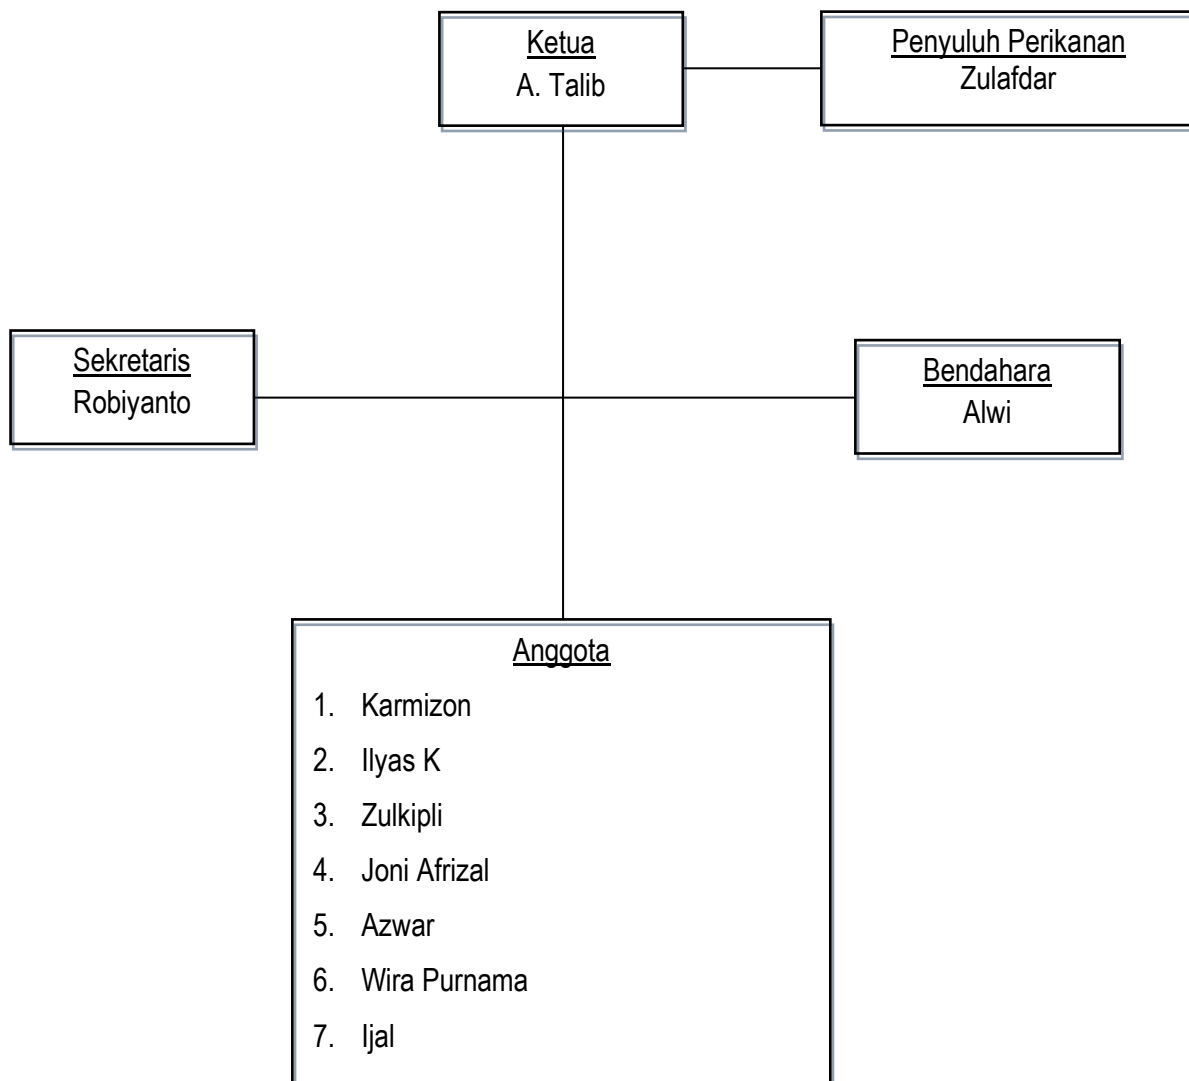 Ketua
A. Talib
Penyuluh Perikanan
Zulafdar
Sekretaris
Robiyanto
Bendahara
Alwi
Anggota
1. Karmizon
2. Ilyas K
3. Zulkipli
4. Joni Afrizal
5. Azwar
6. Wira Purnama
7. Ijal